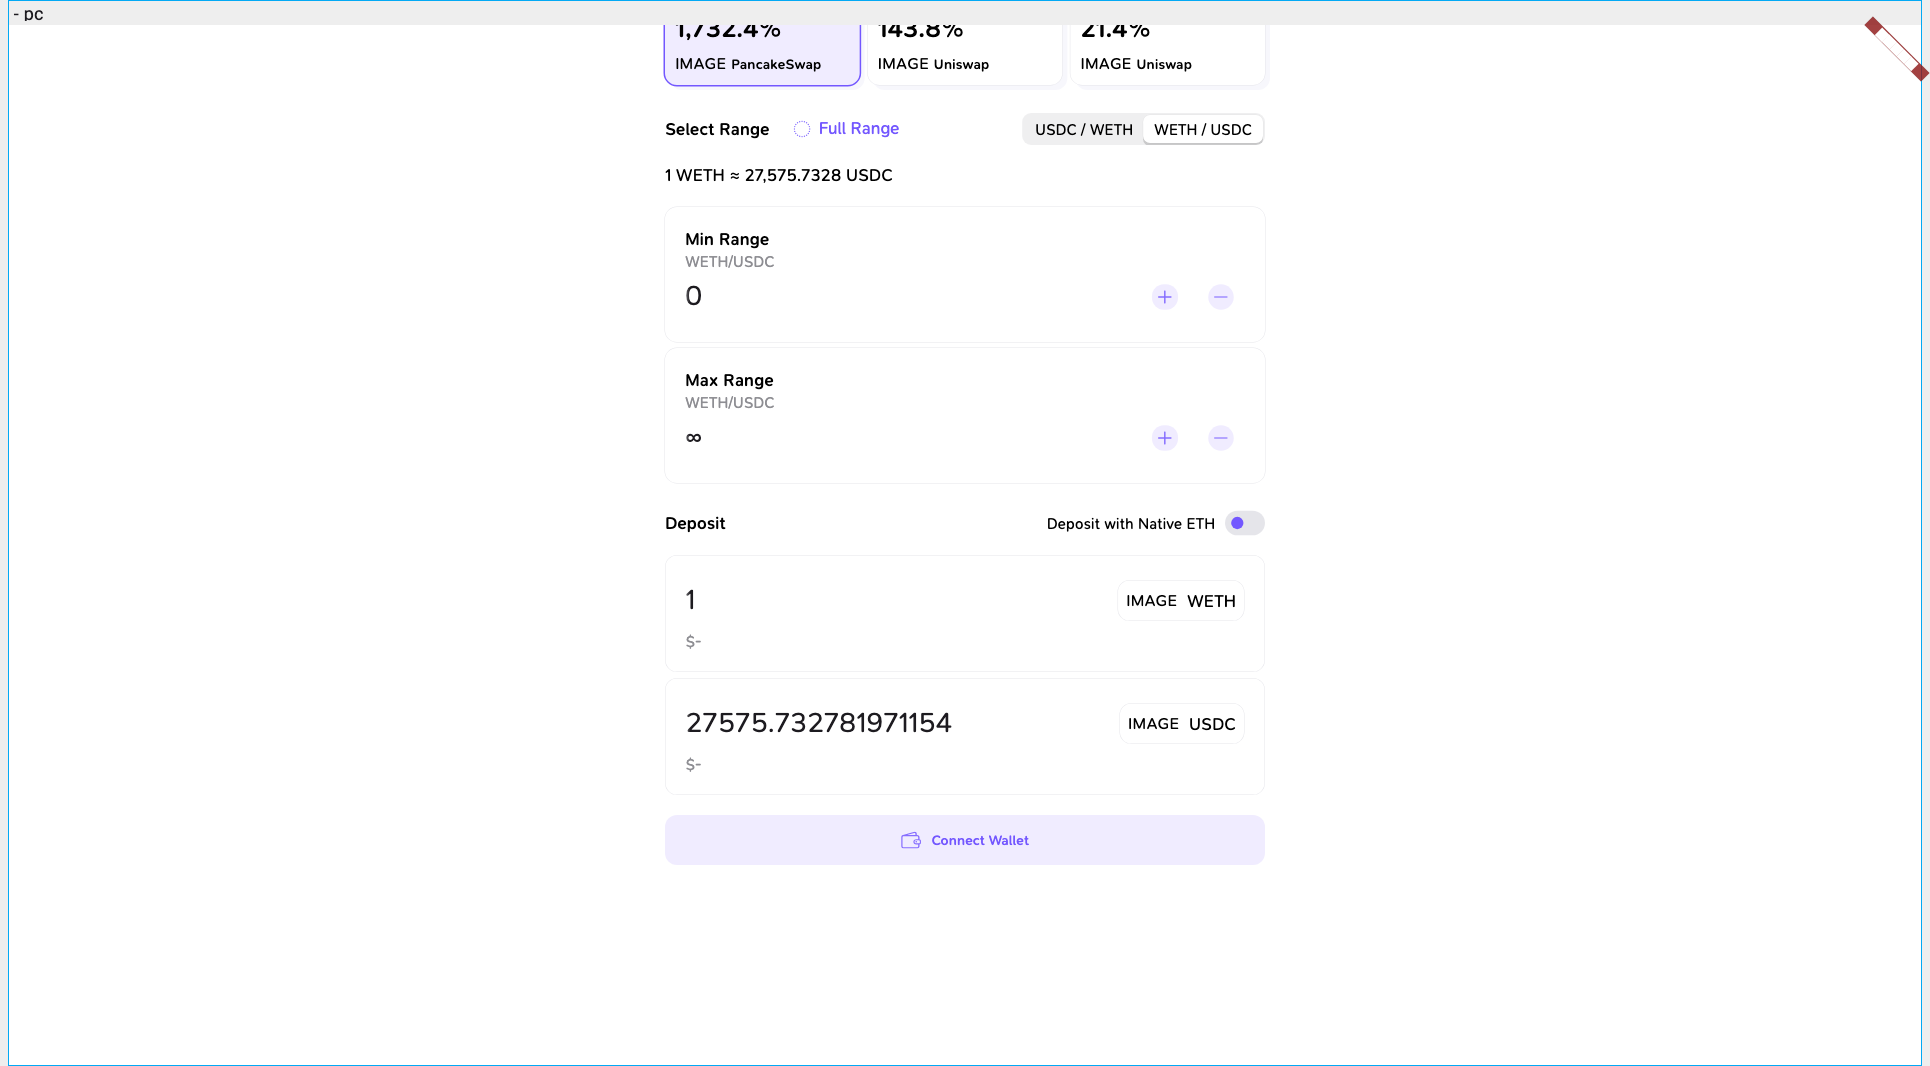 - pc
1,732.4% 143.8% 21.4%
IMAGE PancakeSwap IMAGE Uniswap IMAGE Uniswap
Select Range Full Range USDC / WETH WETH / USDC
1 WETH ≈ 27,575.7328 USDC
Min Range
WETH/USDC
0
Max Range
WETH/USDC
∞
Deposit Deposit with Native ETH
1 IMAGE WETH
$-
27575.732781971154 IMAGE USDC
$-
Connect Wallet